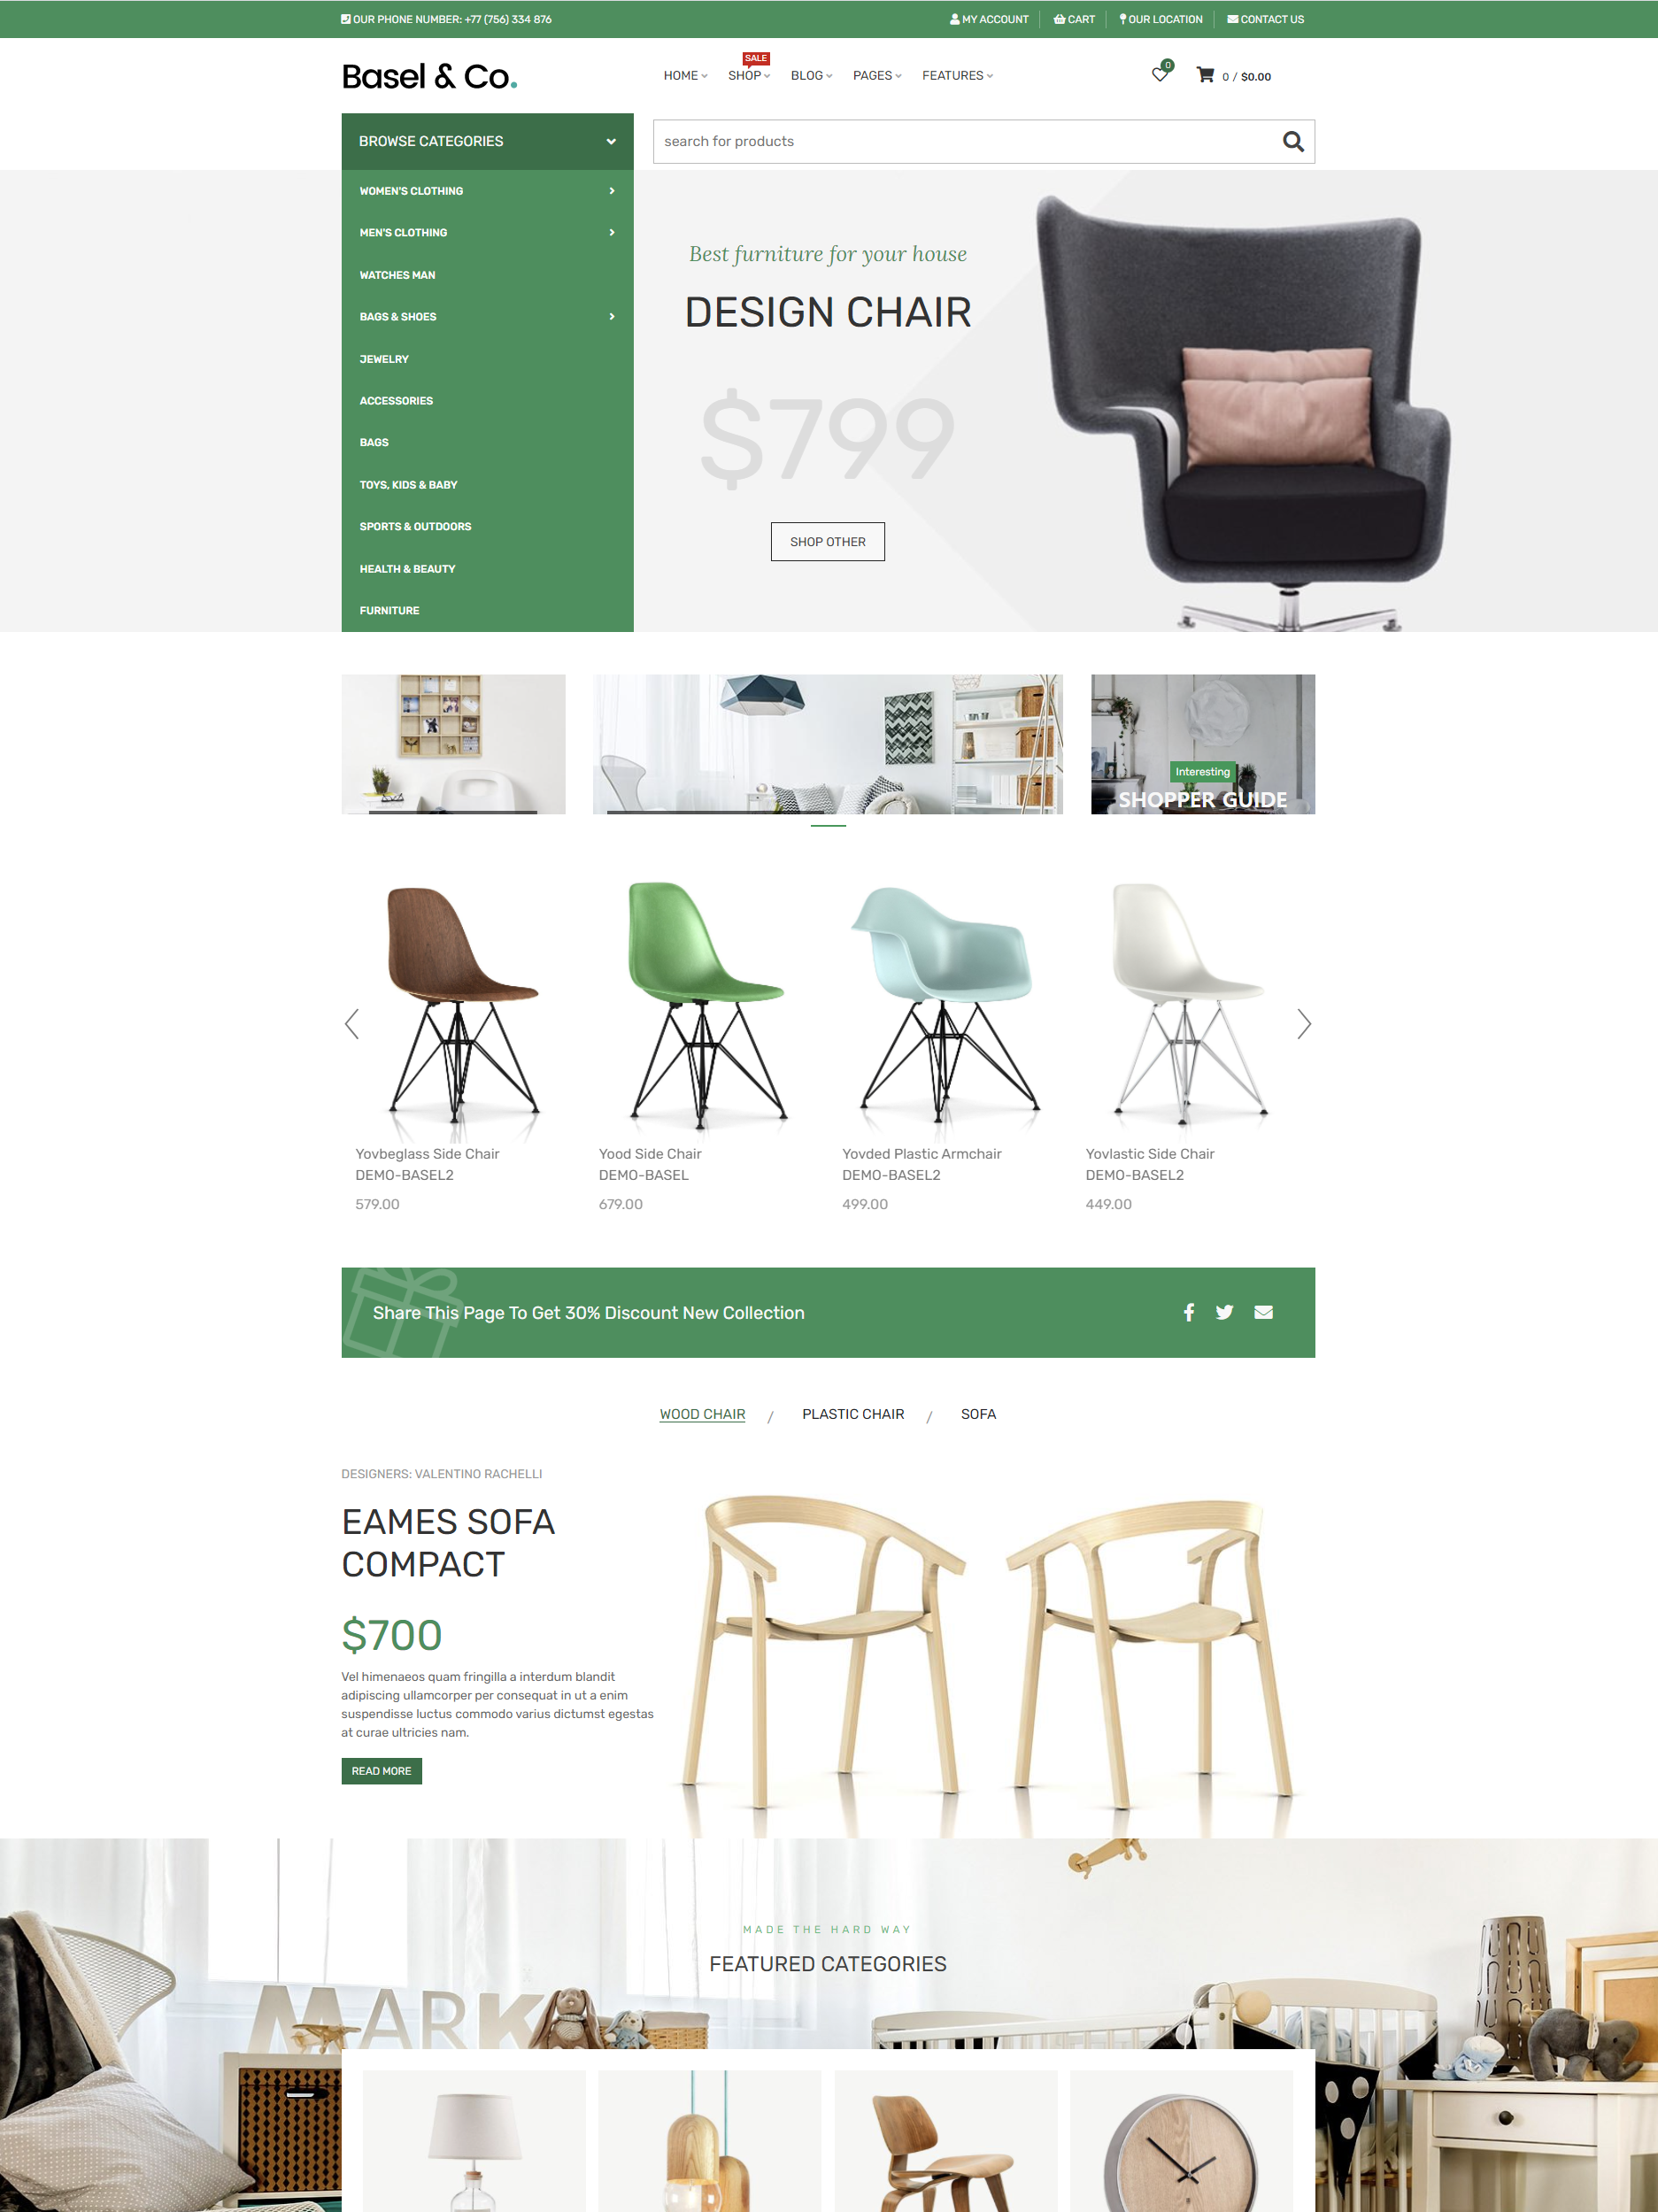 OUR PHONE NUMBER: +77 (756) 334 876
MY ACCOUNT
CART
OUR LOCATION
CONTACT US
Basel & Co.
HOME
SALE
SHOP
BLOG
PAGES
FEATURES
0
0 / $0.00
BROWSE CATEGORIES
search for products
WOMEN'S CLOTHING
MEN'S CLOTHING
WATCHES MAN
BAGS & SHOES
JEWELRY
ACCESSORIES
BAGS
TOYS, KIDS & BABY
SPORTS & OUTDOORS
HEALTH & BEAUTY
FURNITURE
Best furniture for your house
DESIGN CHAIR
$799
SHOP OTHER
Interesting
SHOPPER GUIDE
Yovbeglass Side Chair
DEMO-BASEL2
579.00
Yood Side Chair
DEMO-BASEL
679.00
Yovded Plastic Armchair
DEMO-BASEL2
499.00
Yovlastic Side Chair
DEMO-BASEL2
449.00
Share This Page To Get 30% Discount New Collection
WOOD CHAIR / PLASTIC CHAIR / SOFA
DESIGNERS: VALENTINO RACHELLI
EAMES SOFA
COMPACT
$700
Vel himenaeos quam fringilla a interdum blandit
adipiscing ullamcorper per consequat in ut a enim
suspendisse luctus commodo varius dictumst egestas
at curae ultricies nam.
READ MORE
MADE THE HARD WAY
FEATURED CATEGORIES
MARK